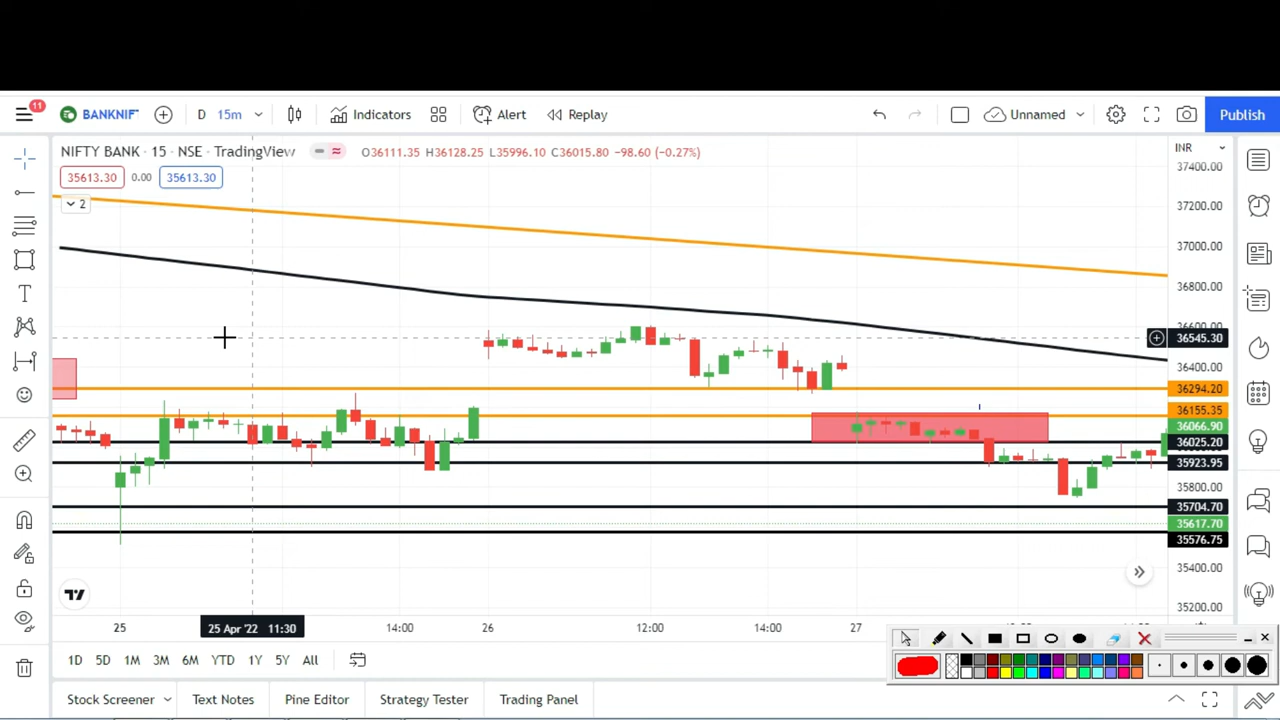 11
BANKNIF
D
15m
Indicators
Alert
Replay
Unnamed
Publish
NIFTY BANK · 15 · NSE · TradingView
O36111.35 H36128.25 L35996.10 C36015.80 −98.60 (−0.27%)
INR
35613.30 0.00 35613.30
2
37400.00
37200.00
37000.00
36800.00
36600.00
36545.30
36400.00
36294.20
36155.35
36066.90
36025.20
35923.95
35800.00
35704.70
35617.70
35576.75
35400.00
35200.00
25 25 Apr '22 11:30 14:00 26 12:00 14:00 27
1D 5D 1M 3M 6M YTD 1Y 5Y All
Stock Screener Text Notes Pine Editor Strategy Tester Trading Panel